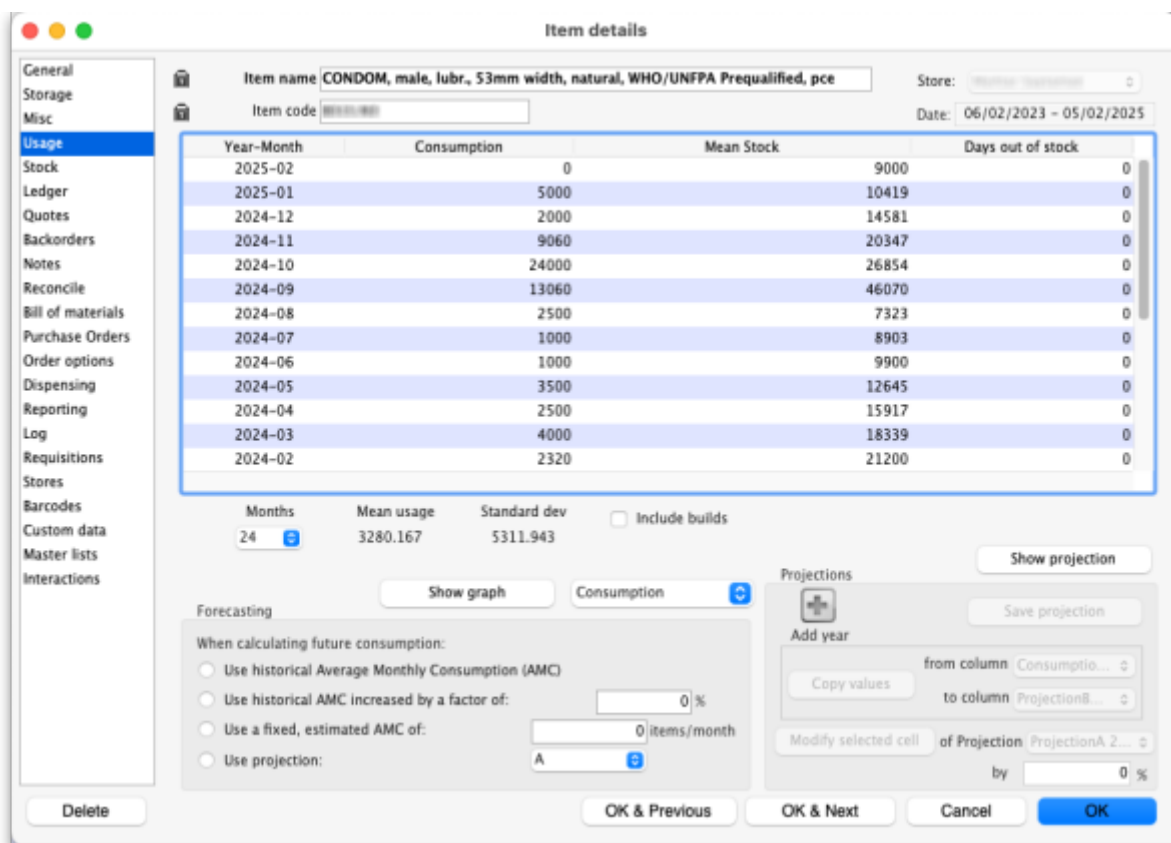 Item details
General
Storage
Misc
Usage
Stock
Ledger
Quotes
Backorders
Notes
Reconcile
Bill of materials
Purchase Orders
Order options
Dispensing
Reporting
Log
Requisitions
Stores
Barcodes
Custom data
Master lists
Interactions
Item name CONDOM, male, lubr., 53mm width, natural, WHO/UNFPA Prequalified, pce
Store:
Item code
Date: 06/02/2023 - 05/02/2025
Year-Month Consumption Mean Stock Days out of stock
2025-02 0 9000 0
2025-01 5000 10419 0
2024-12 2000 14581 0
2024-11 9060 20347 0
2024-10 24000 26854 0
2024-09 13060 46070 0
2024-08 2500 7323 0
2024-07 1000 8903 0
2024-06 1000 9900 0
2024-05 3500 12645 0
2024-04 2500 15917 0
2024-03 4000 18339 0
2024-02 2320 21200 0
Months Mean usage Standard dev Include builds
24 3280.167 5311.943
Show projection
Show graph Consumption
Forecasting
When calculating future consumption:
Use historical Average Monthly Consumption (AMC)
Use historical AMC increased by a factor of: 0 %
Use a fixed, estimated AMC of: 0 items/month
Use projection: A
Projections
Add year
Save projection
Copy values
from column Consumptio...
to column ProjectionB...
Modify selected cell of Projection ProjectionA 2...
by 0 %
Delete OK & Previous OK & Next Cancel OK